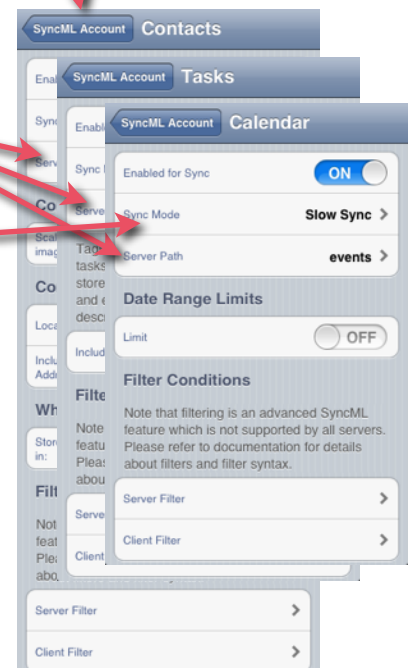 SyncML Account Contacts
SyncML Account Tasks
SyncML Account Calendar
Enabled for Sync ON
Sync Mode Slow Sync
Server Path events
Date Range Limits
Limit OFF
Filter Conditions
Note that filtering is an advanced SyncML
feature which is not supported by all servers.
Please refer to documentation for details
about filters and filter syntax.
Server Filter
Client Filter
Filte
Note
Client
Server Filter
Client Filter